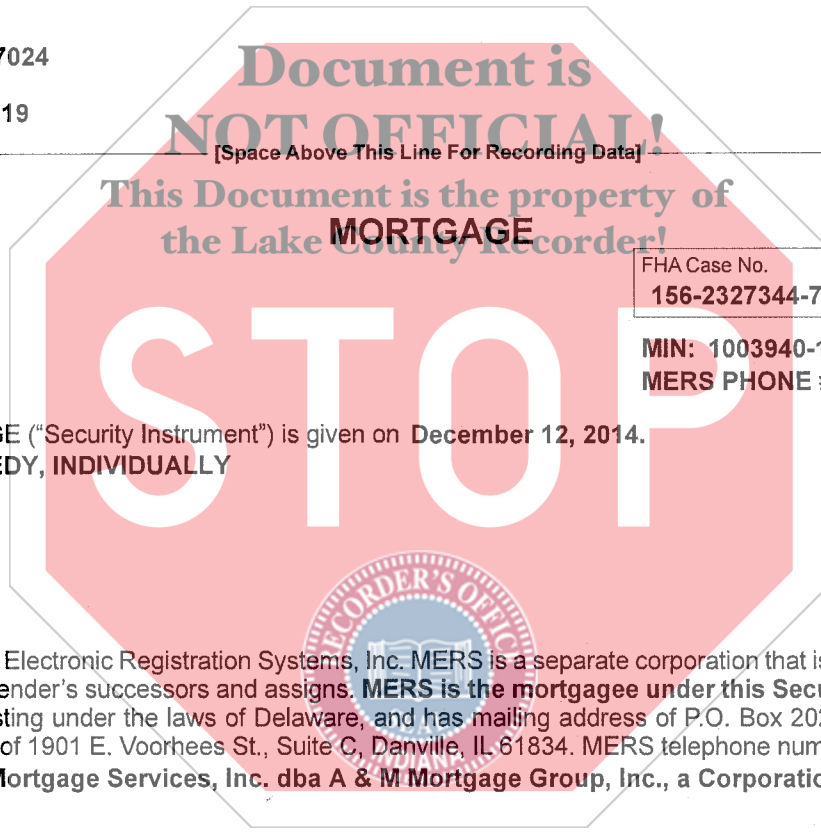 7024
Document is
19
NOT OFFICIAL!
[Space Above This Line For Recording Data]
This Document is the property of
MORTGAGE
the Lake County Recorder!
FHA Case No.
156-2327344-7
MIN: 1003940-1
MERS PHONE
STOP
GE (“Security Instrument”) is given on December 12, 2014.
EDY, INDIVIDUALLY
RECORDER'S OFFICE
Electronic Registration Systems, Inc. MERS is a separate corporation that is
ender’s successors and assigns. MERS is the mortgagee under this Secu
sting under the laws of Delaware, and has mailing address of P.O. Box 202
of 1901 E. Voorhees St., Suite C, Danville, IL 61834. MERS telephone num
INDIANA
Mortgage Services, Inc. dba A & M Mortgage Group, Inc., a Corporatio